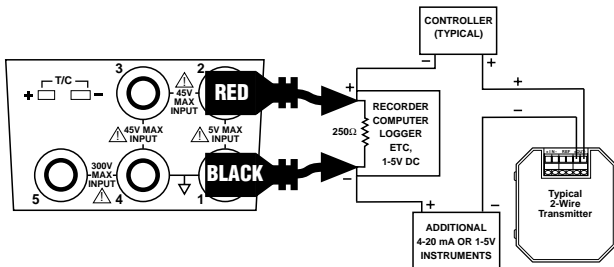 + T/C −
3
2
⚠ 45V MAX INPUT
⚠ 45V MAX INPUT
⚠ 5V MAX INPUT
300V MAX INPUT ⚠
5
4
1
RED
BLACK
+
−
250Ω
RECORDER
COMPUTER
LOGGER
ETC,
1-5V DC
CONTROLLER
(TYPICAL)
−
+
+
−
+
−
ADDITIONAL
4-20 mA OR 1-5V
INSTRUMENTS
REF
Typical
2-Wire
Transmitter